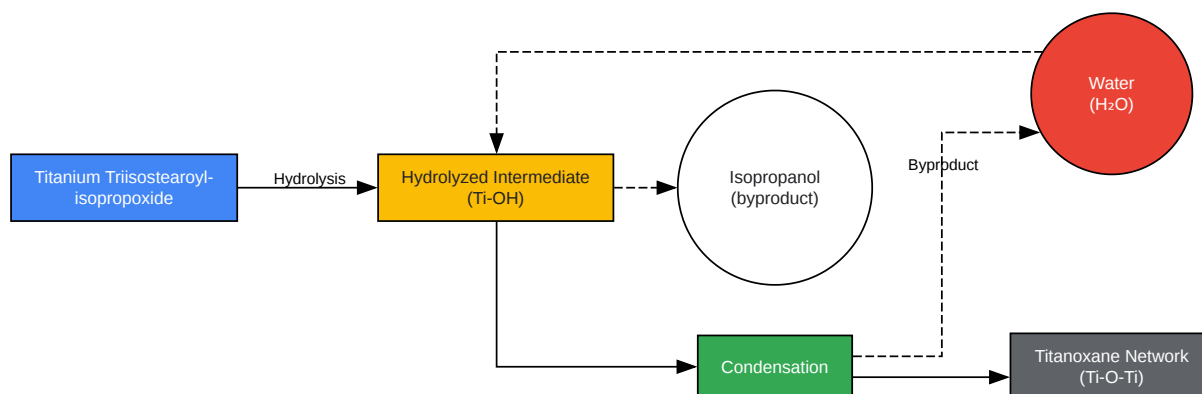 Titanium Triisostearoyl-
isopropoxide
Hydrolysis
Hydrolyzed Intermediate
(Ti-OH)
Isopropanol
(byproduct)
Byproduct
Water
(H₂O)
Condensation
Titanoxane Network
(Ti-O-Ti)